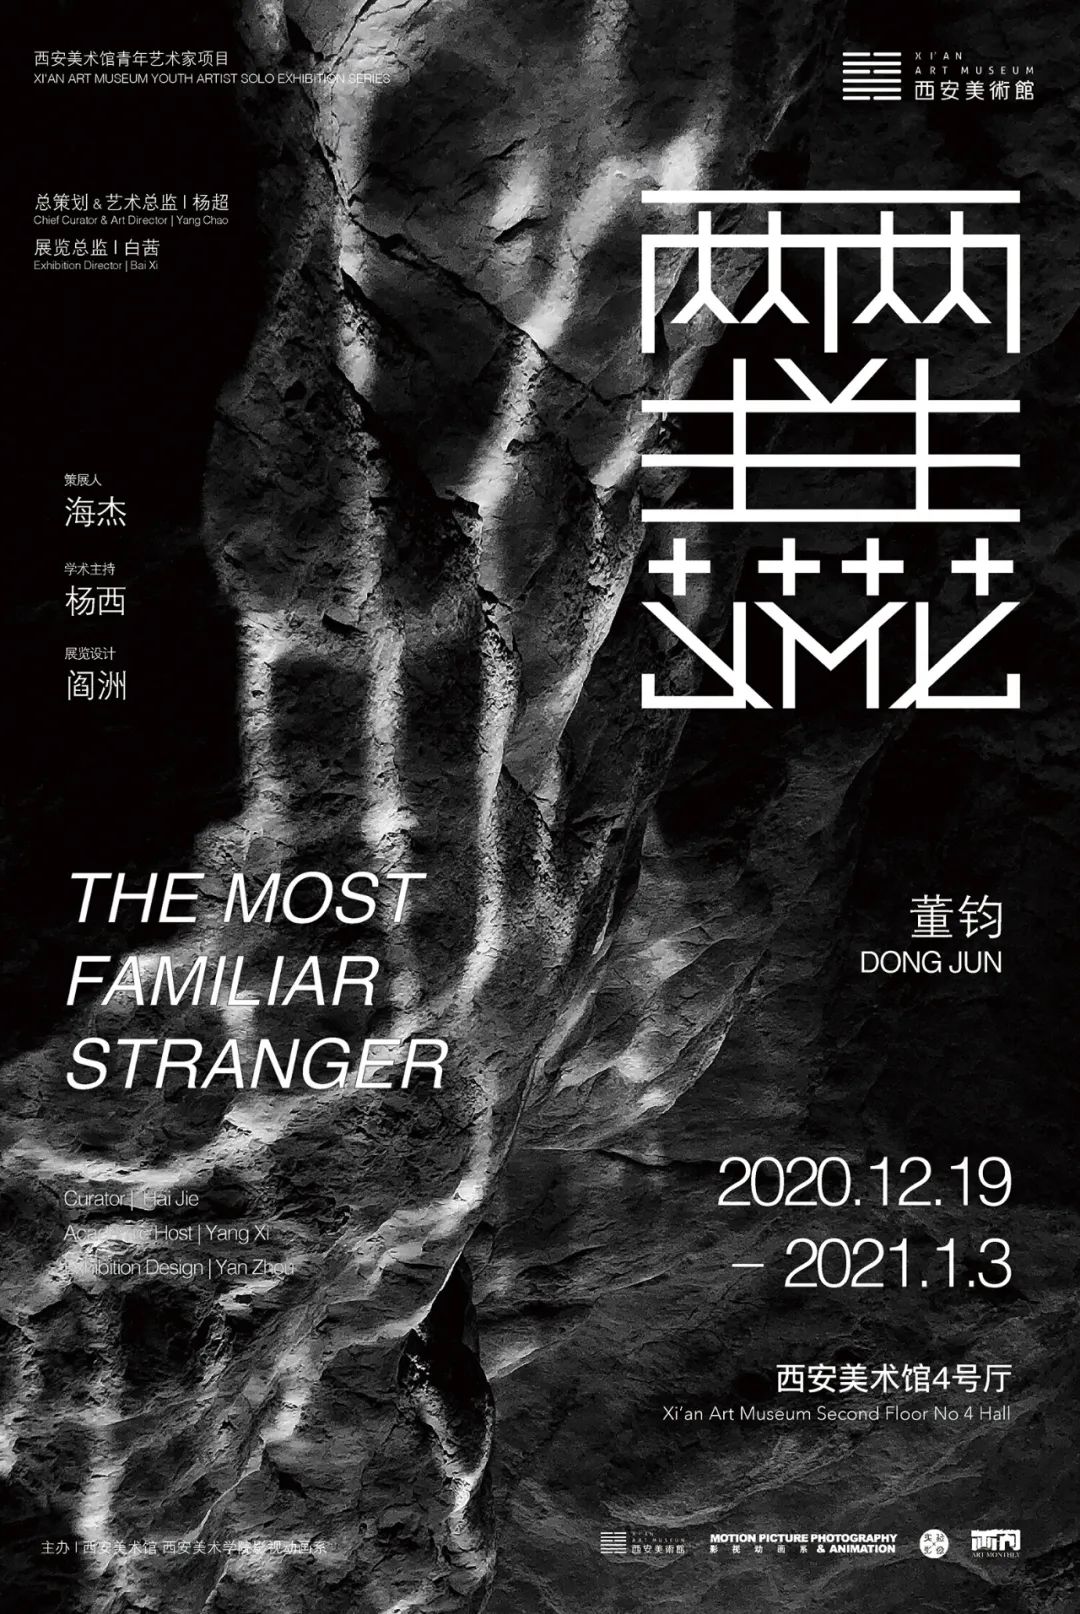 西安美术馆青年艺术家项目
XI'AN ART MUSEUM YOUTH ARTIST SOLO EXHIBITION SERIES
XI'AN
ART MUSEUM
西安美術館
总策划 & 艺术总监 | 杨超
Chief Curator & Art Director | Yang Chao
展览总监 | 白茜
Exhibition Director | Bai Xi
策展人
海杰
学术主持
杨西
展览设计
阎洲
THE MOST
FAMILIAR
STRANGER
董钧
DONG JUN
Curator | Hai Jie
Academic Host | Yang Xi
Exhibition Design | Yan Zhou
2020.12.19
– 2021.1.3
西安美术馆4号厅
Xi'an Art Museum Second Floor No 4 Hall
主办 | 西安美术馆 西安美术学院影视动画系
XI'AN
ART MUSEUM
西安美術館
MOTION PICTURE PHOTOGRAPHY
影视动画系 & ANIMATION
画刊
ART MONTHLY